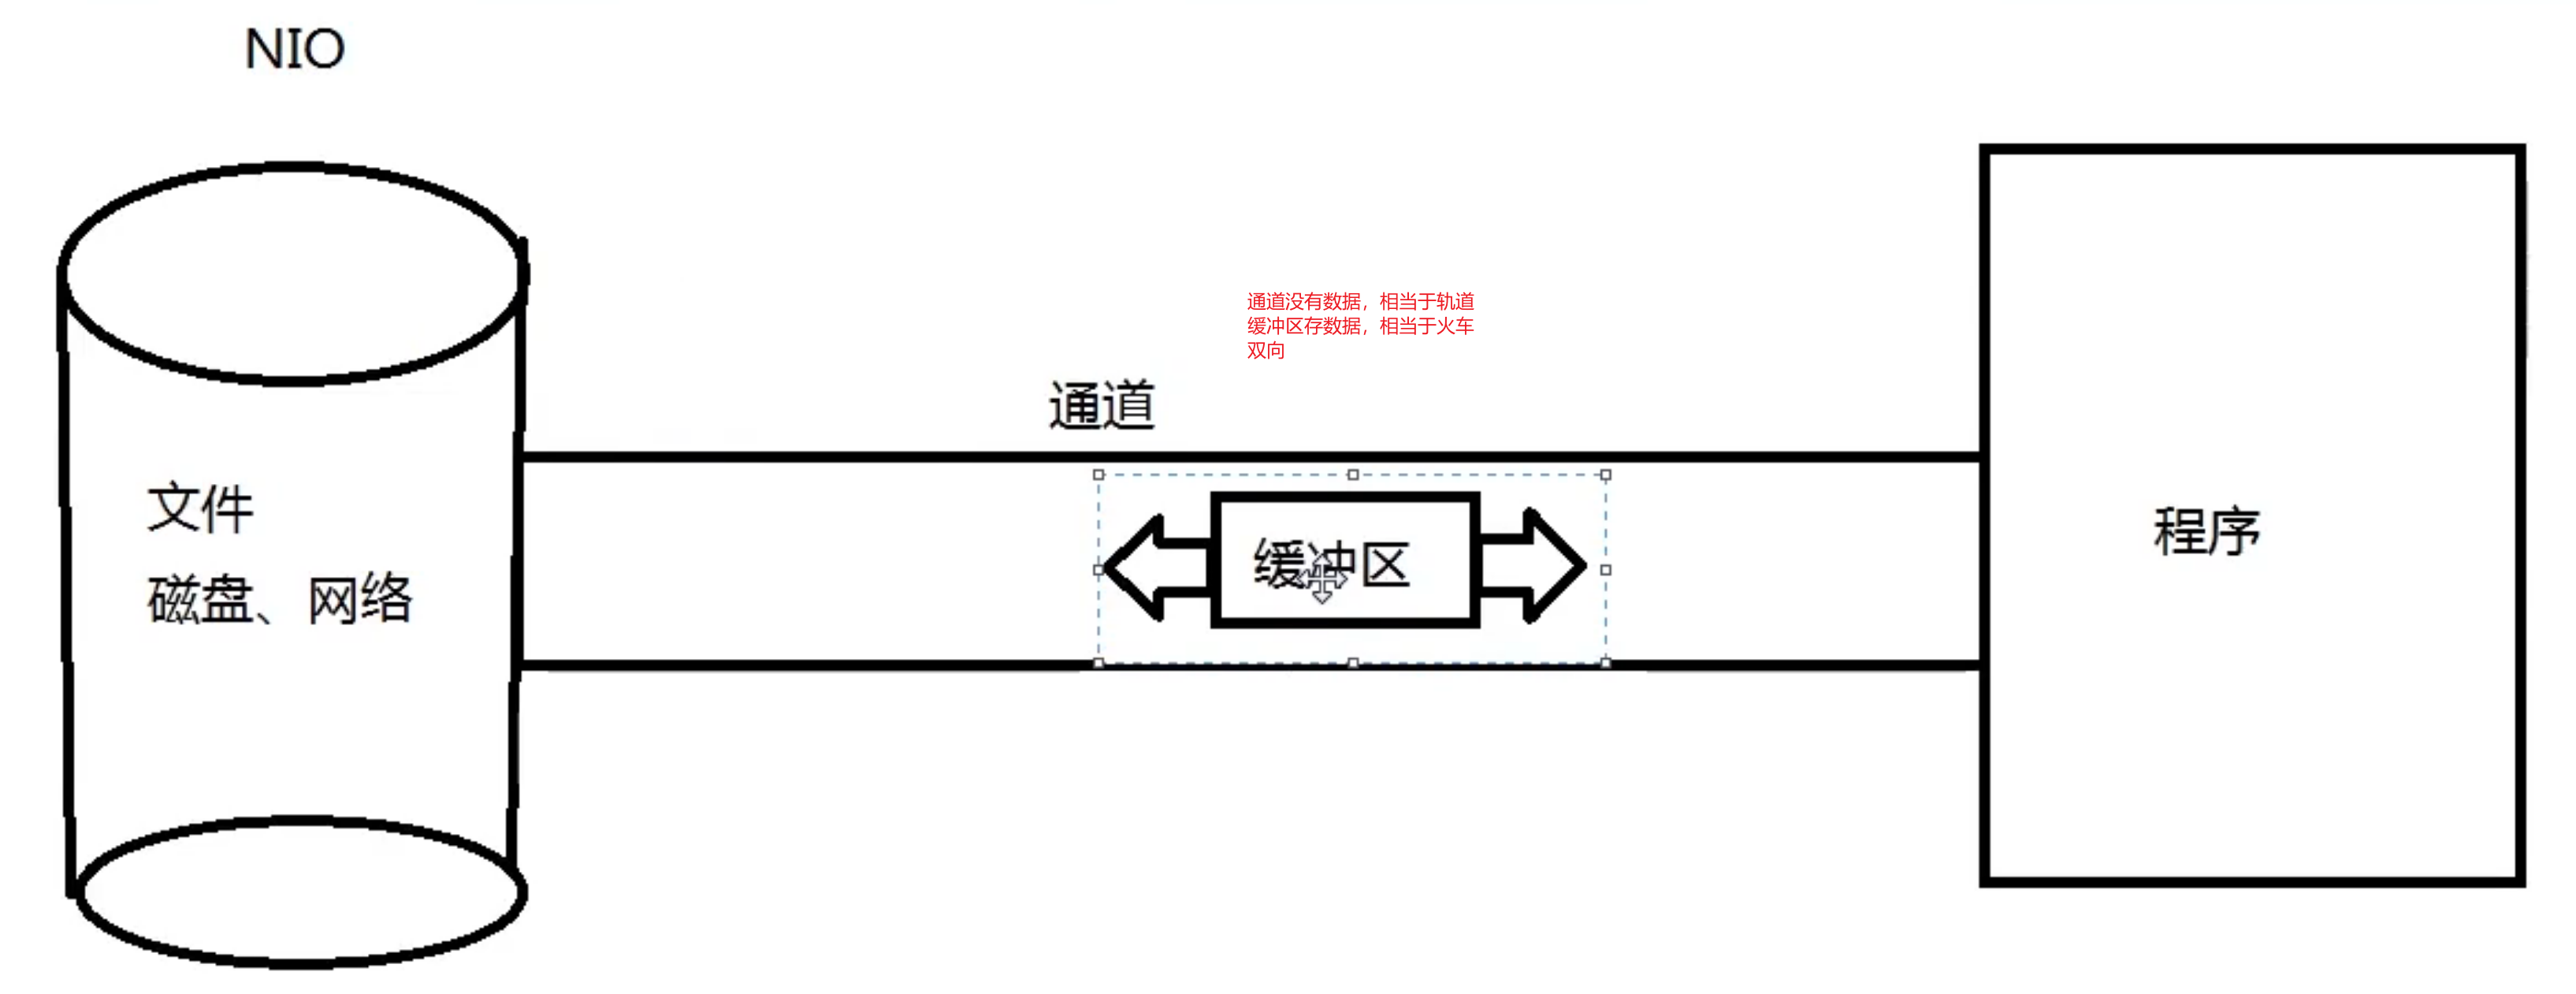 NIO
通道没有数据，相当于轨道
缓冲区存数据，相当于火车
双向
通道
文件
磁盘、网络
缓冲区
程序